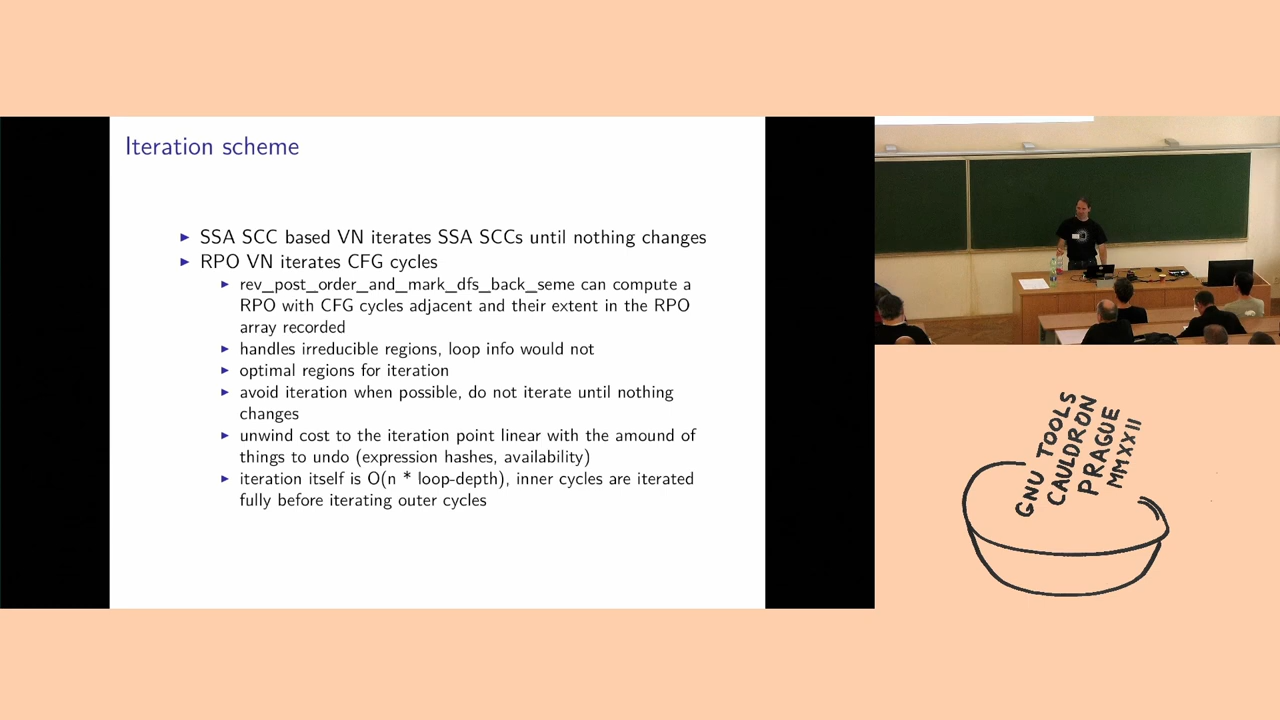 Iteration scheme
SSA SCC based VN iterates SSA SCCs until nothing changes
RPO VN iterates CFG cycles
rev_post_order_and_mark_dfs_back_seme can compute a
RPO with CFG cycles adjacent and their extent in the RPO
array recorded
handles irreducible regions, loop info would not
optimal regions for iteration
avoid iteration when possible, do not iterate until nothing
changes
unwind cost to the iteration point linear with the amount of
things to undo (expression hashes, availability)
iteration itself is O(n * loop-depth), inner cycles are iterated
fully before iterating outer cycles
GNU TOOLS
CAULDRON
PRAGUE
MMXXII